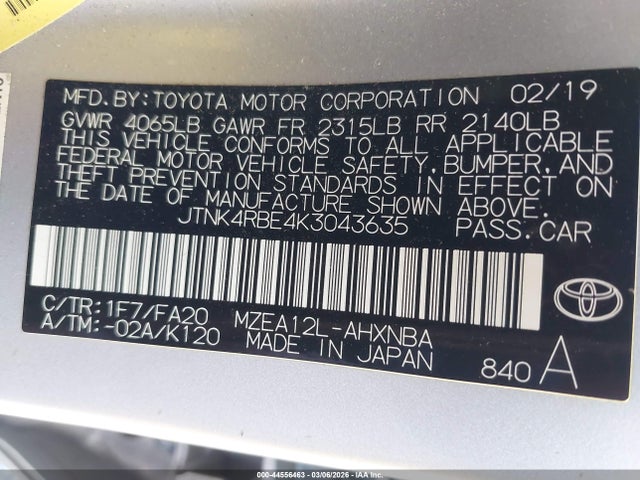 MFD.BY:TOYOTA MOTOR CORPORATION 02/19
GVWR 4065LB GAWR FR 2315LB RR 2140LB
THIS VEHICLE CONFORMS TO ALL APPLICABLE
FEDERAL MOTOR VEHICLE SAFETY,BUMPER,AND
THEFT PREVENTION STANDARDS IN EFFECT ON
THE DATE OF MANUFACTURE SHOWN ABOVE.
JTNK4RBE4K3043635 PASS.CAR
C/TR:1F7/FA20 MZEA12L-AHXNBA
A/TM:-02A/K120 MADE IN JAPAN
840 A
000-44556463 - 03/06/2026 - IAA Inc.